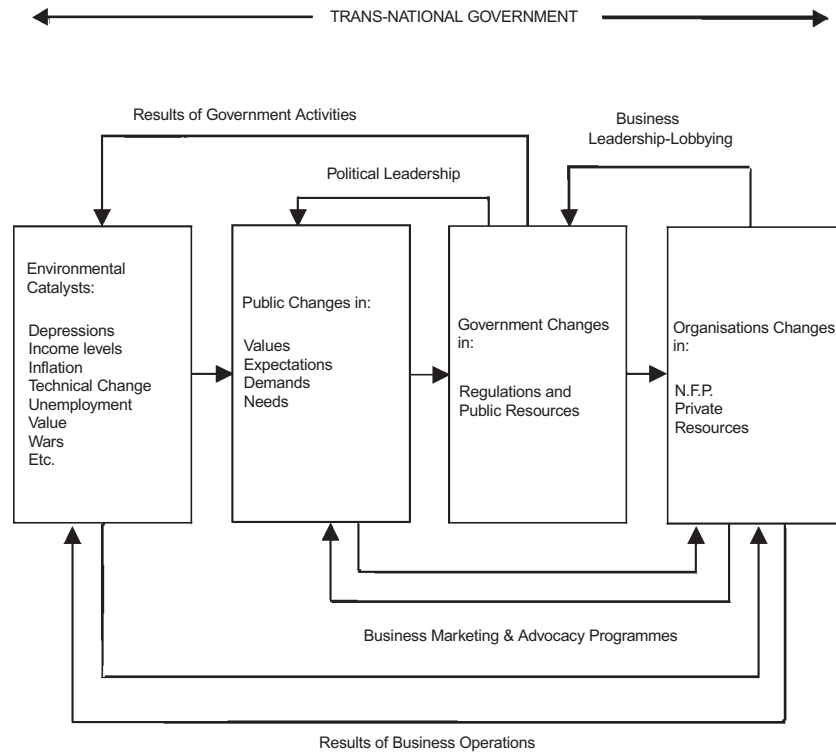 TRANS-NATIONAL GOVERNMENT
Results of Government Activities
Business
Leadership-Lobbying
Political Leadership
Environmental
Catalysts:
Depressions
Income levels
Inflation
Technical Change
Unemployment
Value
Wars
Etc.
Public Changes in:
Values
Expectations
Demands
Needs
Government Changes
in:
Regulations and
Public Resources
Organisations Changes
in:
N.F.P.
Private
Resources
Business Marketing & Advocacy Programmes
Results of Business Operations